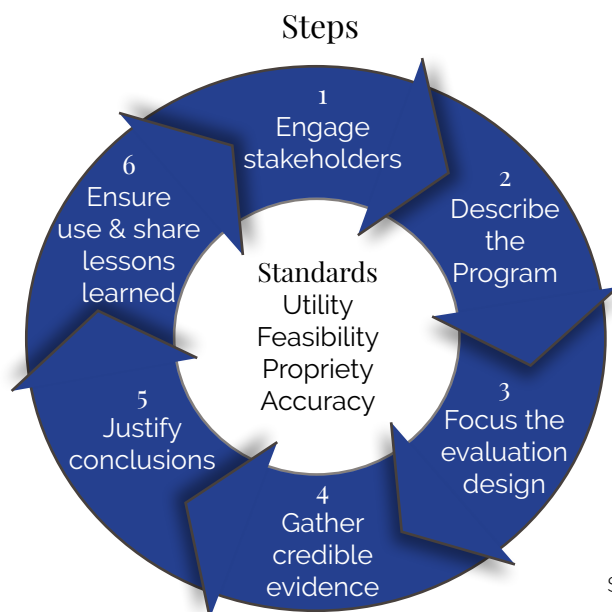 Steps
1
Engage
stakeholders
2
Describe
the
Program
3
Focus the
evaluation
design
4
Gather
credible
evidence
5
Justify
conclusions
6
Ensure
use & share
lessons
learned
Standards
Utility
Feasibility
Propriety
Accuracy